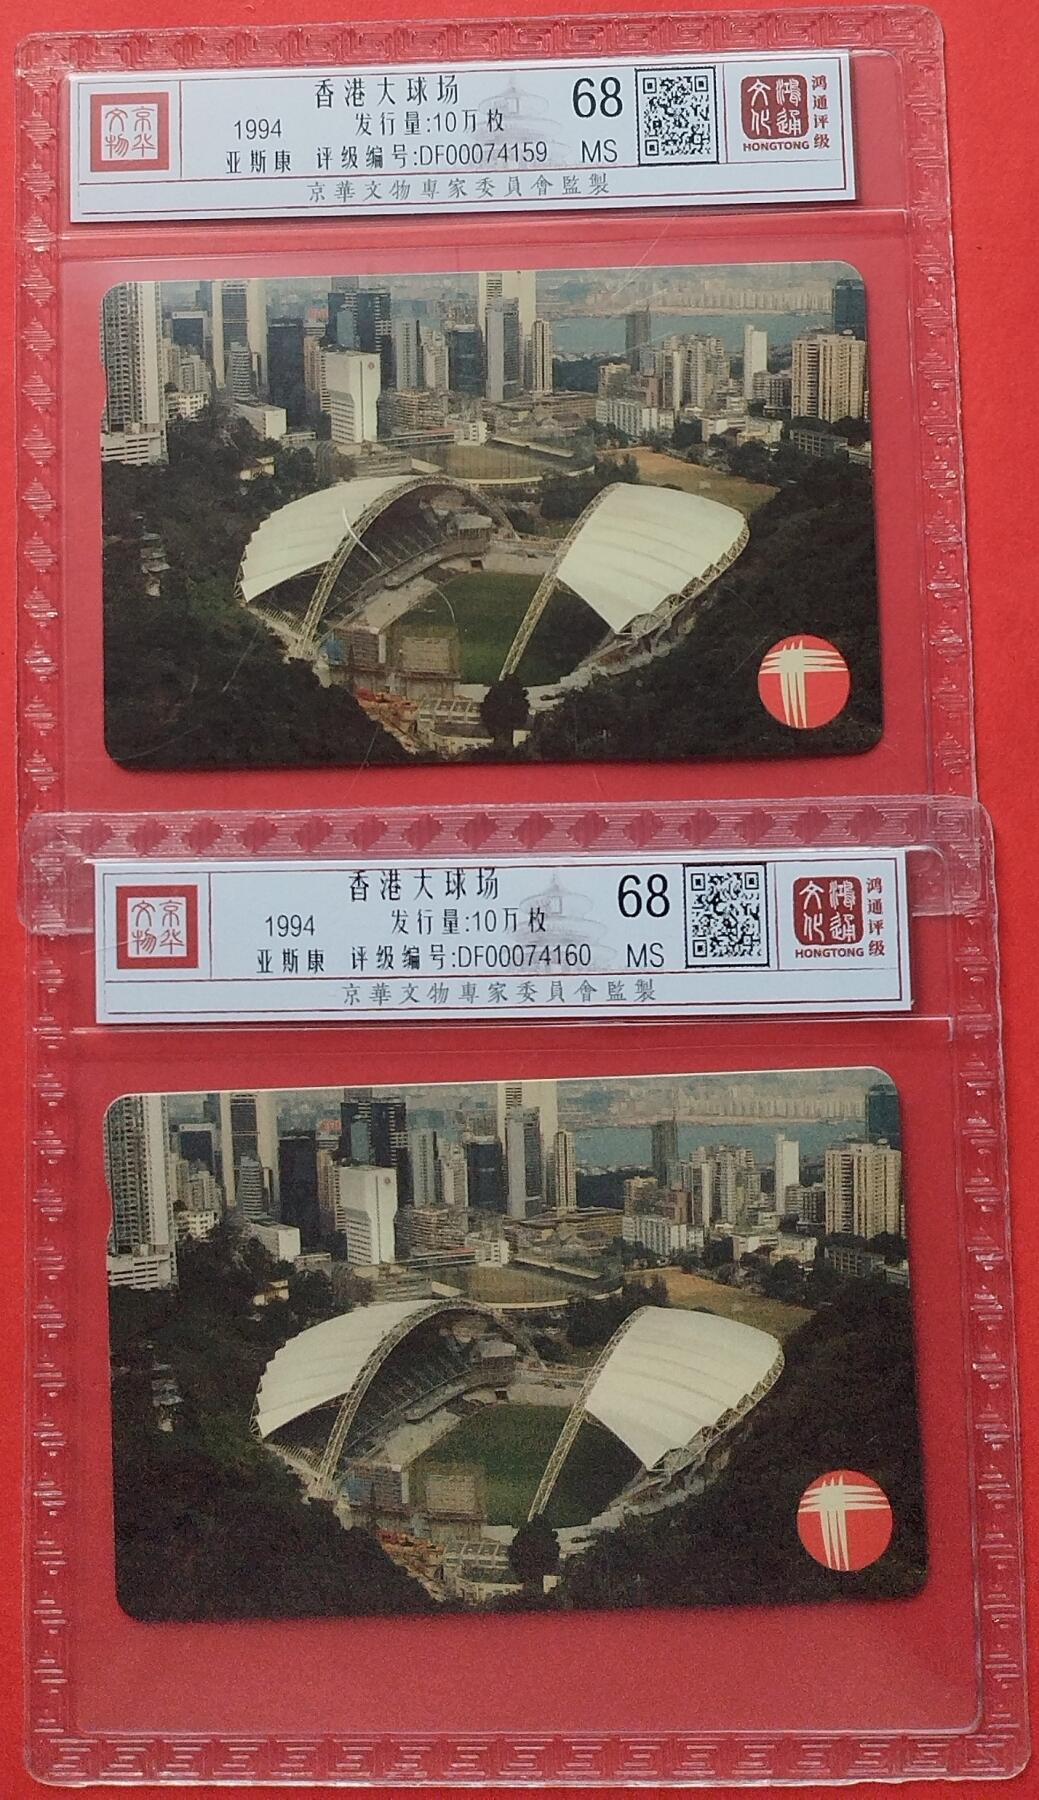 京华
文物
香港大球场
1994
发行量:10万枚
亚斯康
评级编号:DF00074159
68
MS
鸿通
文化
HONGTONG
鸿通评级
京華文物專家委員會監製
京华
文物
香港大球场
1994
发行量:10万枚
亚斯康
评级编号:DF00074160
68
MS
鸿通
文化
HONGTONG
鸿通评级
京華文物專家委員會監製